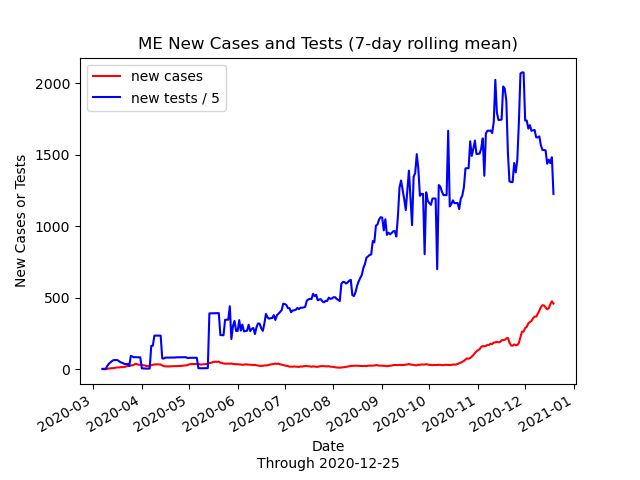 ME New Cases and Tests (7-day rolling mean)
new cases
new tests / 5
New Cases or Tests
2000
1500
1000
500
0
2020-03
2020-04
2020-05
2020-06
2020-07
2020-08
2020-09
2020-10
2020-11
2020-12
2021-01
Date
Through 2020-12-25